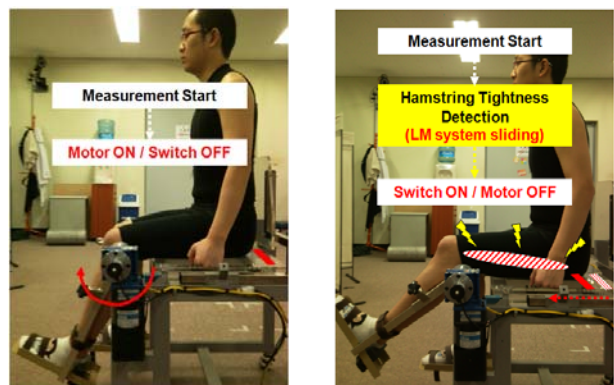 Measurement Start
Motor ON / Switch OFF
Measurement Start
Hamstring Tightness
Detection
(LM system sliding)
Switch ON / Motor OFF